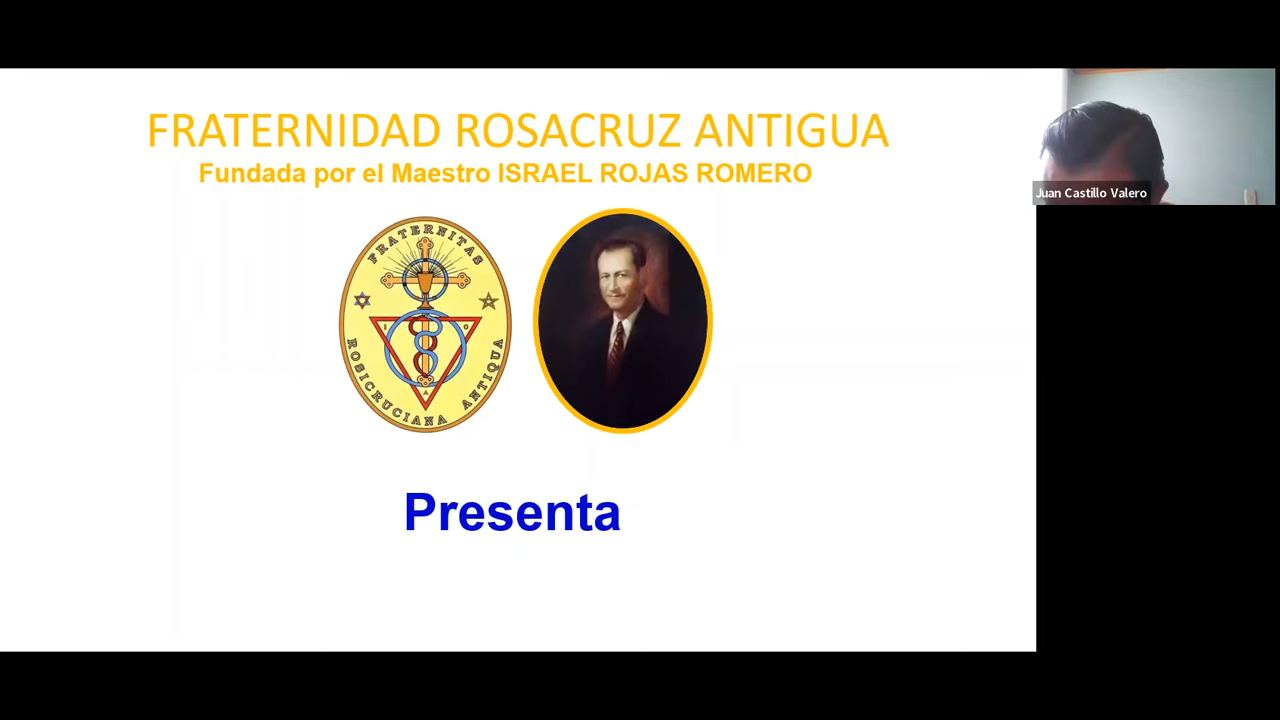 FRATERNIDAD ROSACRUZ ANTIGUA
Fundada por el Maestro ISRAEL ROJAS ROMERO
FRATERNITAS
I O
A
ROSICRUCIANA ANTIQUA
Presenta
Juan Castillo Valero